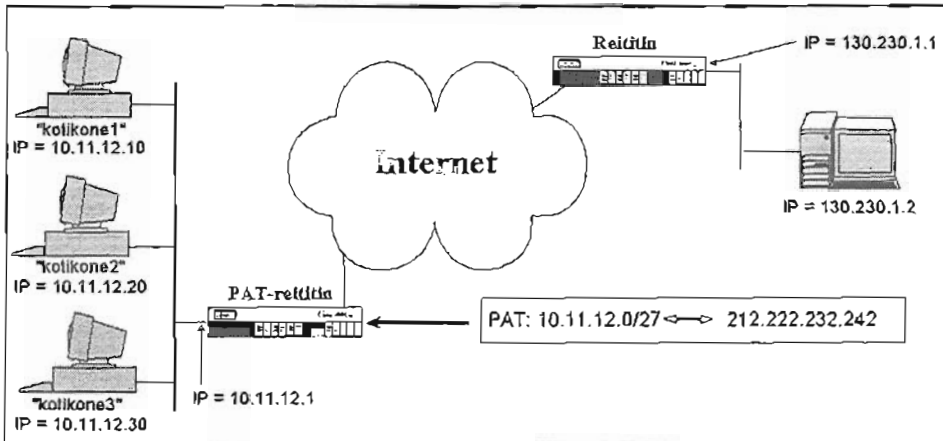 Reititin
IP = 130.230.1.1
"kotikone1"
IP = 10.11.12.10
Internet
IP = 130.230.1.2
"kotikone2"
IP = 10.11.12.20
PAT-reititin
PAT: 10.11.12.0/27 212.222.232.242
IP = 10.11.12.1
"kotikone3"
IP = 10.11.12.30